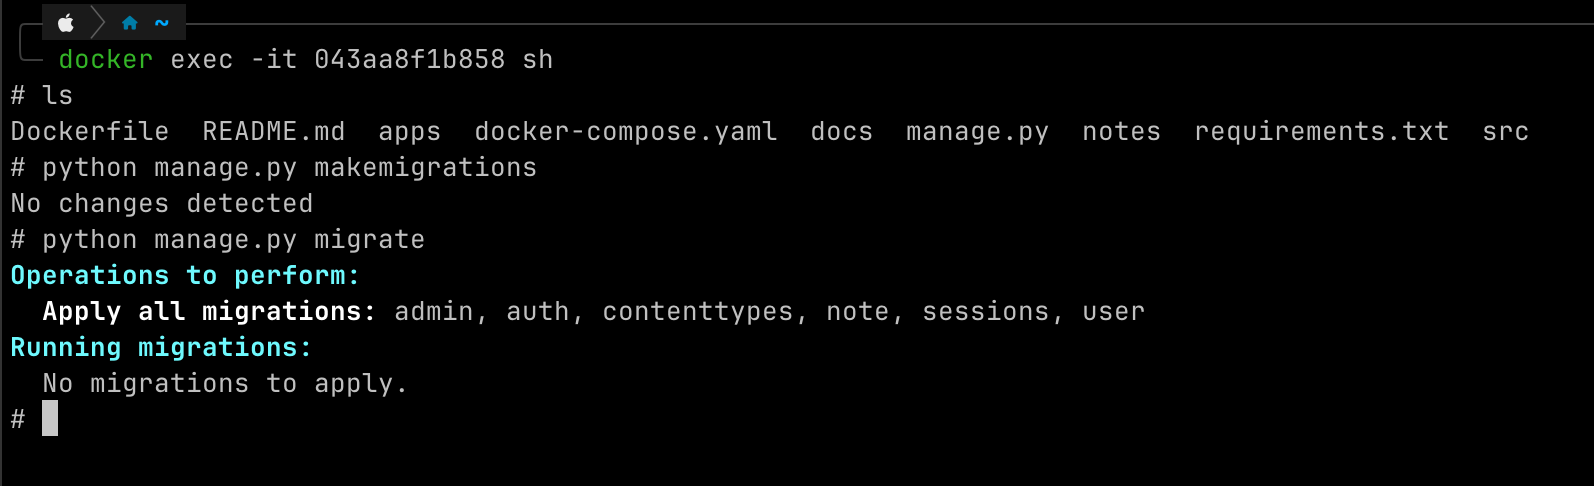 ~
docker exec -it 043aa8f1b858 sh
# ls
Dockerfile  README.md  apps  docker-compose.yaml  docs  manage.py  notes  requirements.txt  src
# python manage.py makemigrations
No changes detected
# python manage.py migrate
Operations to perform:
  Apply all migrations: admin, auth, contenttypes, note, sessions, user
Running migrations:
  No migrations to apply.
#